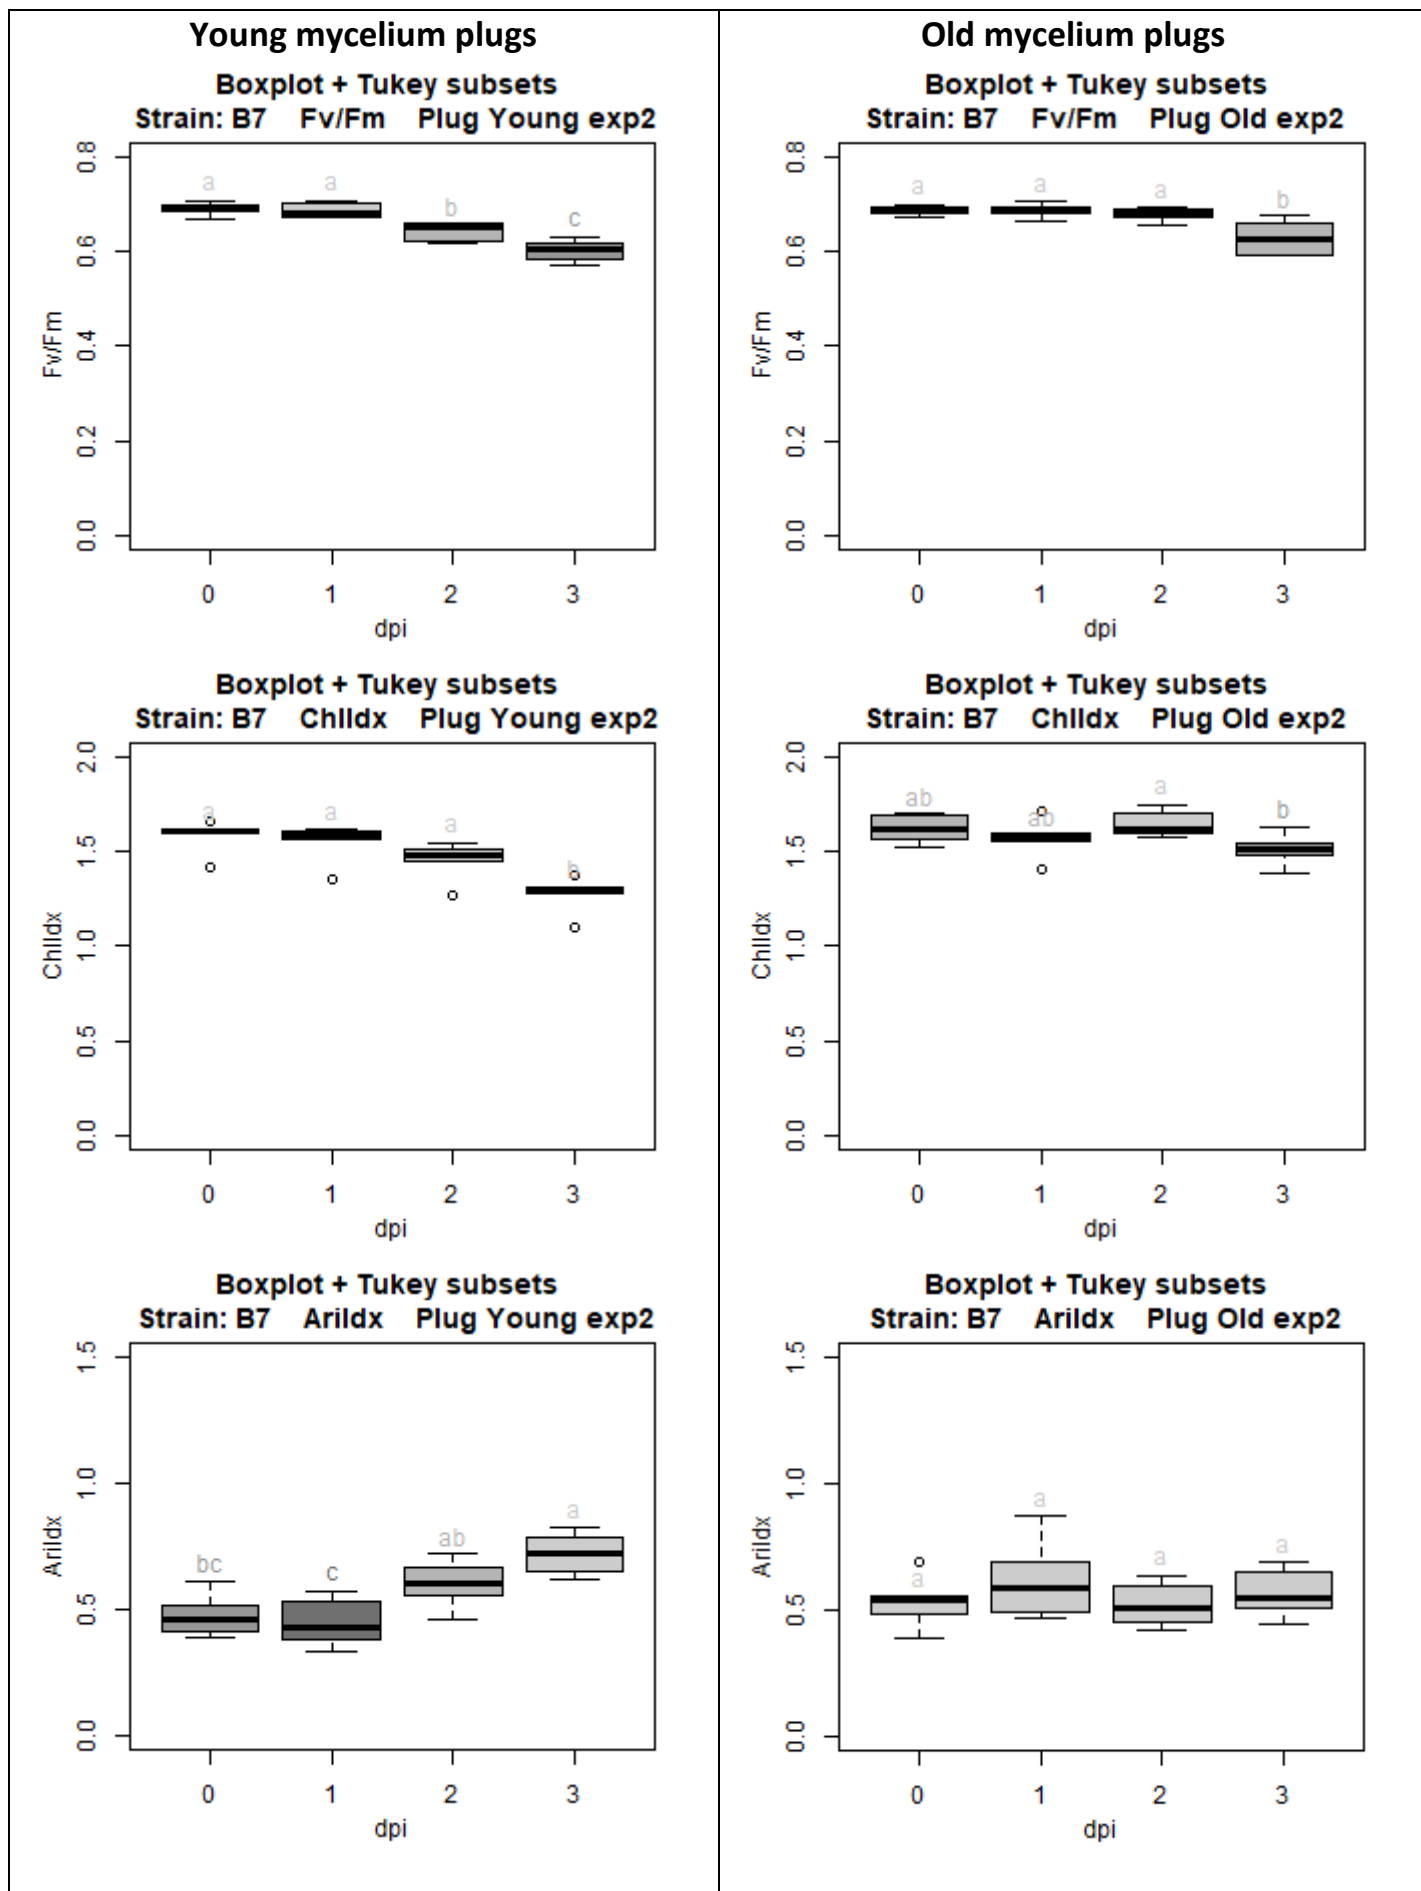 Young mycelium plugs
Boxplot + Tukey subsets
Strain: B7 Fv/Fm Plug Young exp2
0.8
0.6
0.4
0.2
0.0
Fv/Fm
a a b c
0 1 2 3
dpi
Boxplot + Tukey subsets
Strain: B7 ChlIdx Plug Young exp2
2.0
1.5
1.0
0.5
0.0
ChlIdx
a a a b
0 1 2 3
dpi
Boxplot + Tukey subsets
Strain: B7 AriIdx Plug Young exp2
1.5
1.0
0.5
0.0
AriIdx
bc c ab a
0 1 2 3
dpi
Old mycelium plugs
Boxplot + Tukey subsets
Strain: B7 Fv/Fm Plug Old exp2
0.8
0.6
0.4
0.2
0.0
Fv/Fm
a a a b
0 1 2 3
dpi
Boxplot + Tukey subsets
Strain: B7 ChlIdx Plug Old exp2
2.0
1.5
1.0
0.5
0.0
ChlIdx
ab ab a b
0 1 2 3
dpi
Boxplot + Tukey subsets
Strain: B7 AriIdx Plug Old exp2
1.5
1.0
0.5
0.0
AriIdx
a a a a
0 1 2 3
dpi